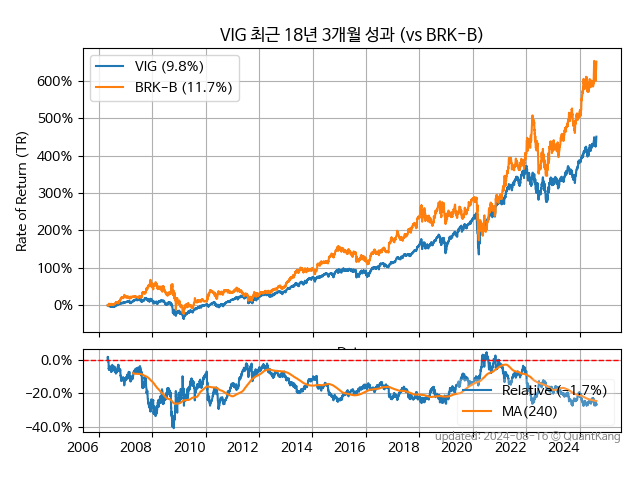 VIG 최근 18년 3개월 성과 (vs BRK-B)
VIG (9.8%)
BRK-B (11.7%)
Rate of Return (TR)
600%
500%
400%
300%
200%
100%
0%
0.0%
-20.0%
-40.0%
Relative (-1.7%)
MA(240)
2006 2008 2010 2012 2014 2016 2018 2020 2022 2024
updated: 2024-08-16 © QuantKang